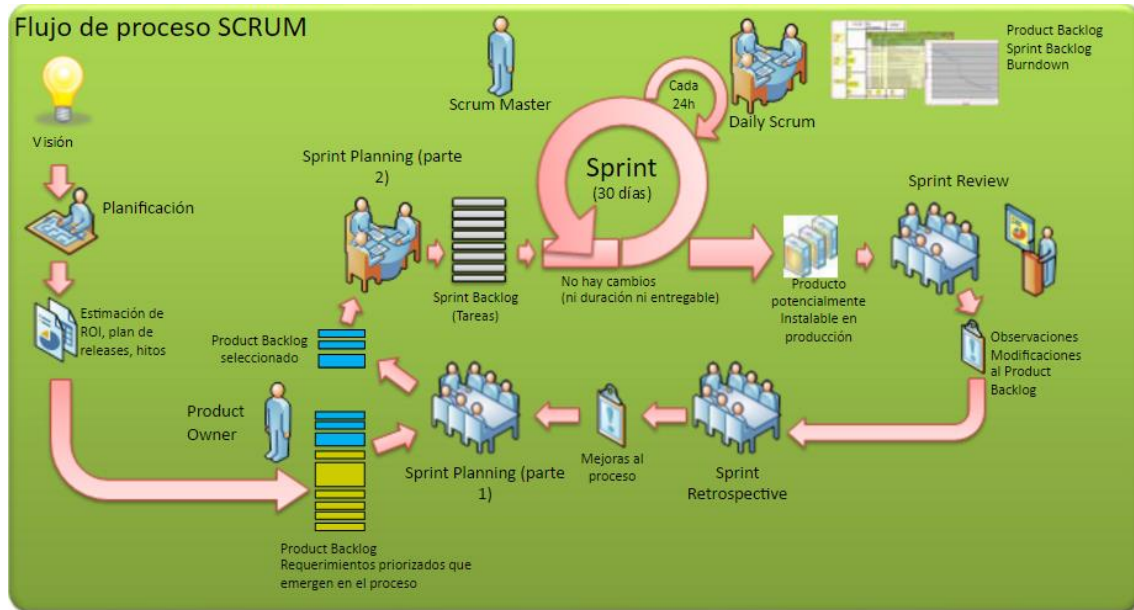 Flujo de proceso SCRUM
Visión
Planificación
Estimación de
ROI, plan de
releases, hitos
Scrum Master
Cada
24h
Daily Scrum
Product Backlog
Sprint Backlog
Burndown
Sprint Planning (parte
2)
Sprint
(30 días)
Sprint Backlog
(Tareas)
No hay cambios
(ni duración ni entregable)
Producto
potencialmente
Instalable en
producción
Sprint Review
Observaciones
Modificaciones
al Product
Backlog
Product Backlog
seleccionado
Product
Owner
Sprint Planning (parte
1)
Mejoras al
proceso
Sprint
Retrospective
Product Backlog
Requerimientos priorizados que
emergen en el proceso